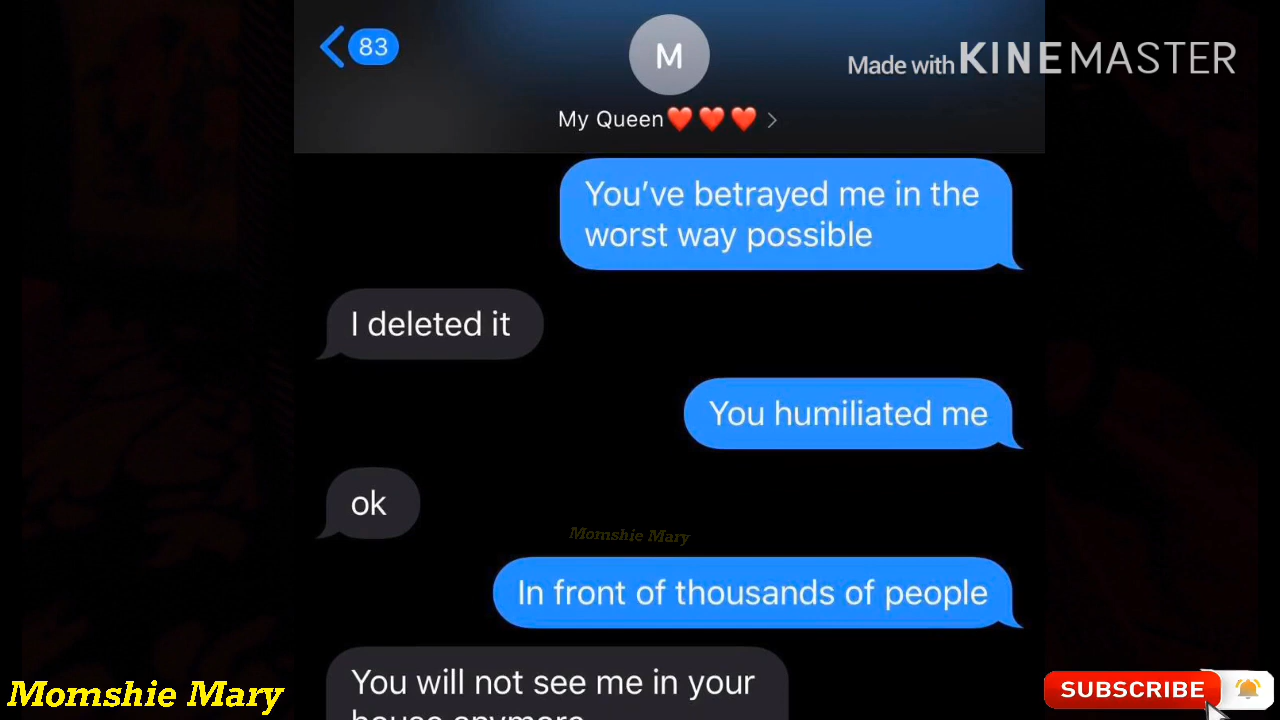 83
M
Made with KINEMASTER
My Queen❤️❤️❤️ >
You've betrayed me in the
worst way possible
I deleted it
You humiliated me
ok
Momshie Mary
In front of thousands of people
You will not see me in your
house anymore
Momshie Mary
SUBSCRIBE